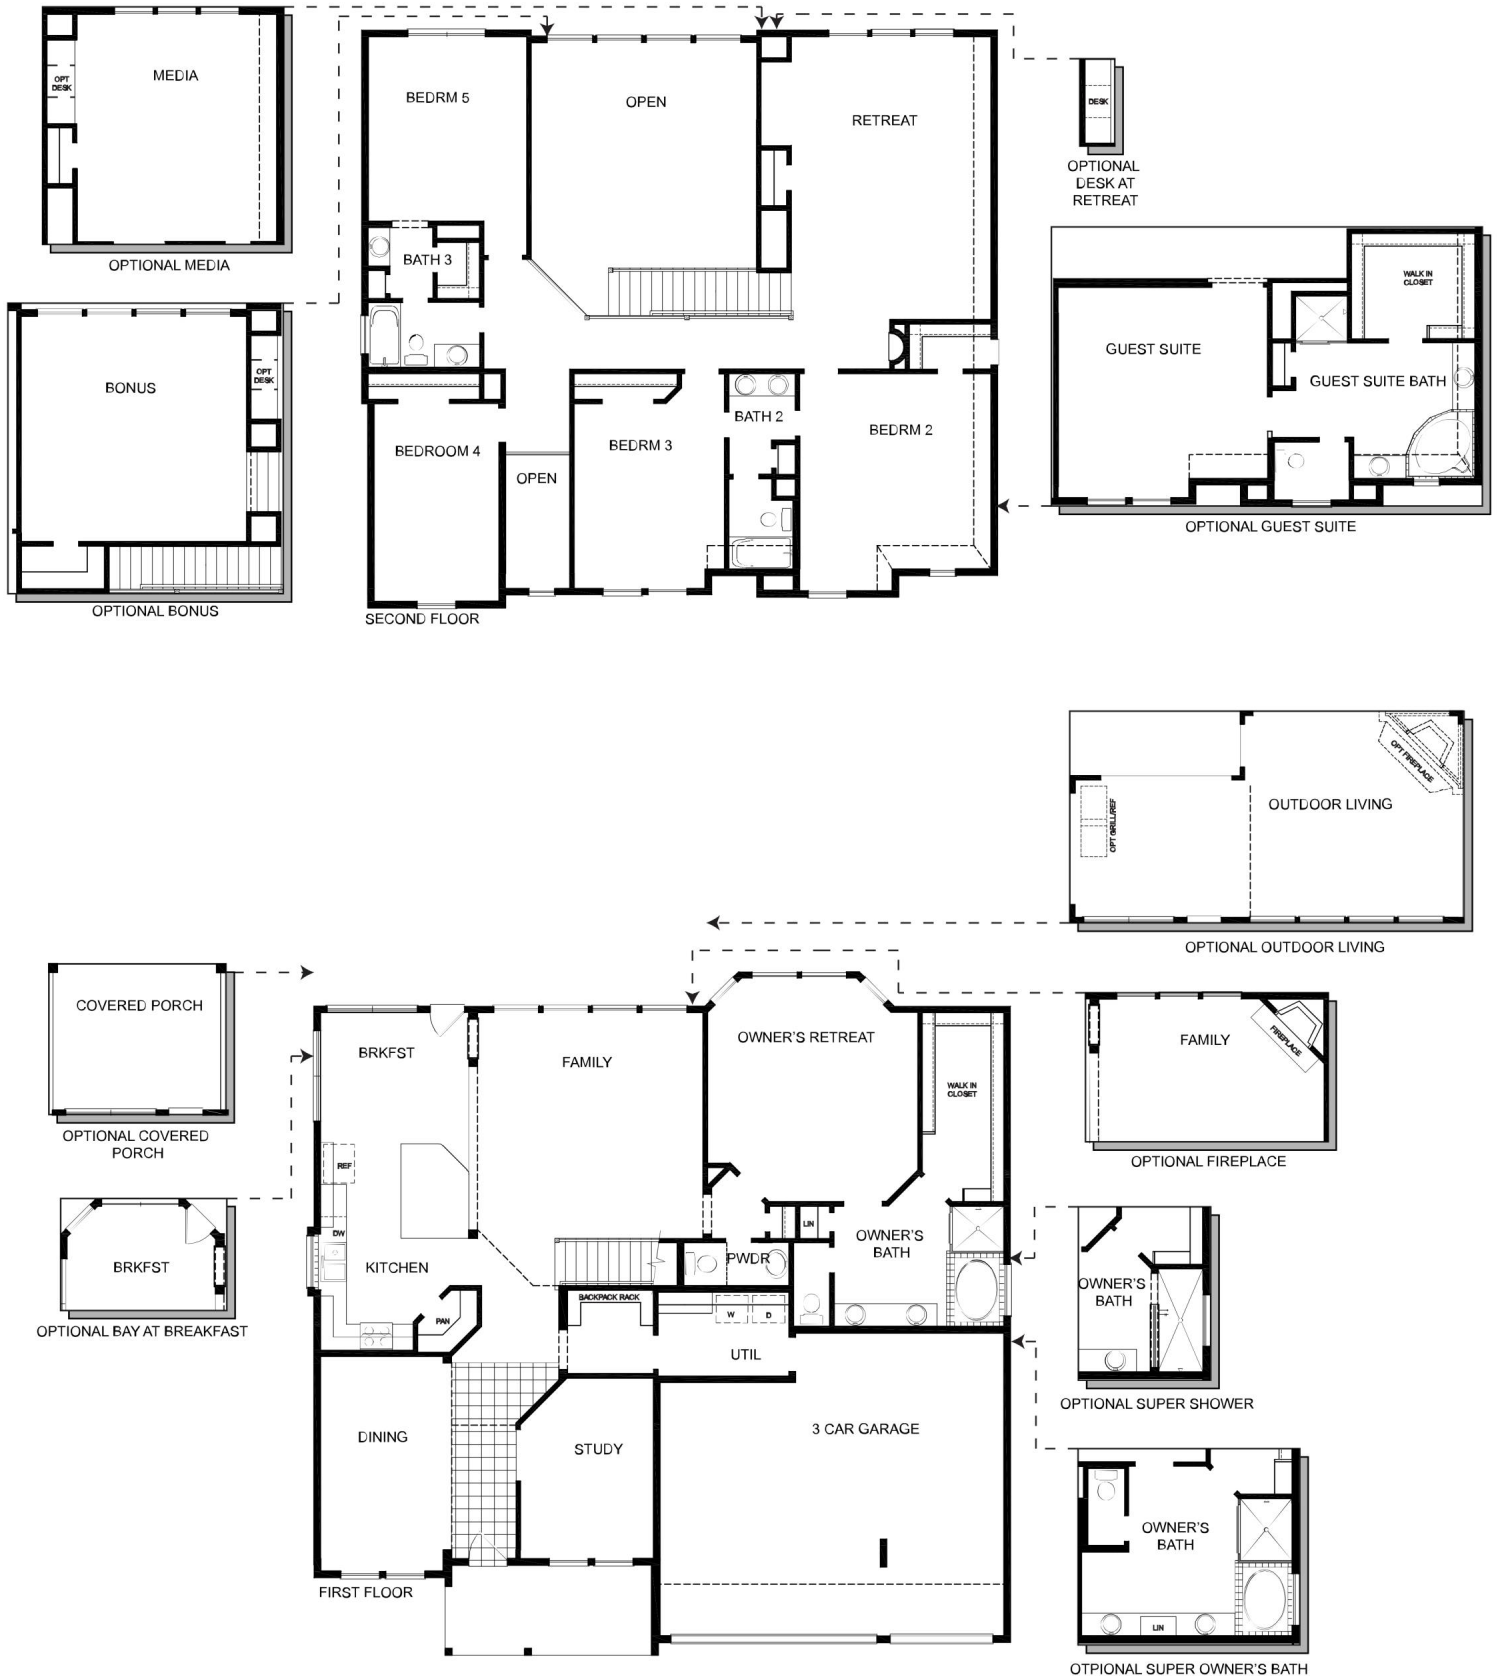 MEDIA
OPT
DESK
OPTIONAL MEDIA
BONUS
OPT
DESK
OPTIONAL BONUS
BEDRM 5
OPEN
RETREAT
BATH 3
BEDROOM 4
OPEN
BEDRM 3
BATH 2
BEDRM 2
SECOND FLOOR
DESK
OPTIONAL
DESK AT
RETREAT
WALK IN
CLOSET
GUEST SUITE
GUEST SUITE BATH
OPTIONAL GUEST SUITE
OPT FIREPLACE
OUTDOOR LIVING
OPT GRILL/REF
OPTIONAL OUTDOOR LIVING
COVERED PORCH
OPTIONAL COVERED
PORCH
BRKFST
OPTIONAL BAY AT BREAKFAST
BRKFST
FAMILY
OWNER'S RETREAT
WALK IN
CLOSET
REF
DW
KITCHEN
PAN
LIN
OWNER'S
BATH
PWDR
BACKPACK RACK
W
D
UTIL
DINING
STUDY
3 CAR GARAGE
FIRST FLOOR
FAMILY
FIREPLACE
OPTIONAL FIREPLACE
OWNER'S
BATH
OPTIONAL SUPER SHOWER
OWNER'S
BATH
LIN
OTPIONAL SUPER OWNER'S BATH